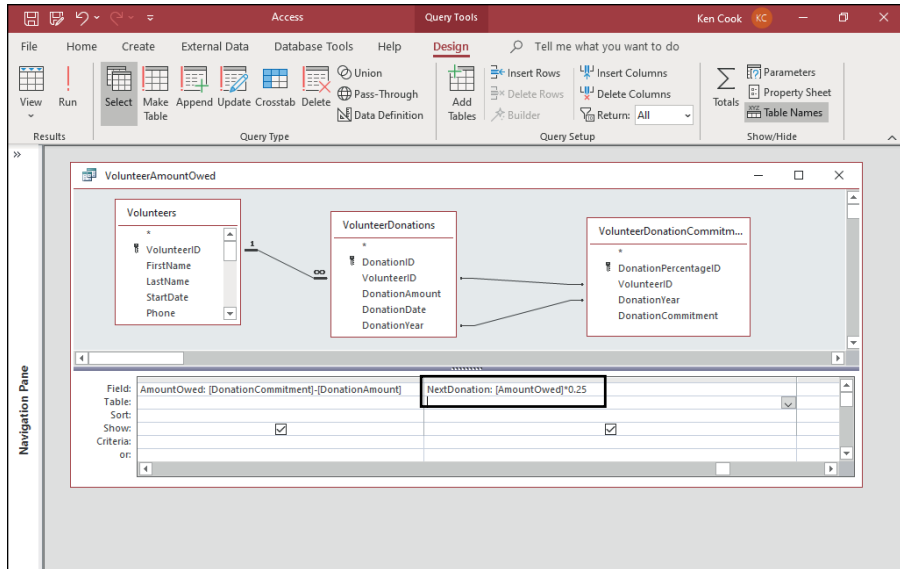 Access
Query Tools
Ken Cook
KC
File Home Create External Data Database Tools Help Design Tell me what you want to do
View
Run
Select
Make Table
Append
Update
Crosstab
Delete
Union
Pass-Through
Data Definition
Add Tables
Insert Rows
Delete Rows
Builder
Insert Columns
Delete Columns
Return: All
Totals
Parameters
Property Sheet
XYZ
Table Names
Results
Query Type
Query Setup
Show/Hide
»
Navigation Pane
VolunteerAmountOwed
Volunteers
*
VolunteerID
FirstName
LastName
StartDate
Phone
1
∞
VolunteerDonations
*
DonationID
VolunteerID
DonationAmount
DonationDate
DonationYear
VolunteerDonationCommitm...
*
DonationPercentageID
VolunteerID
DonationYear
DonationCommitment
Field: AmountOwed: [DonationCommitment]-[DonationAmount] NextDonation: [AmountOwed]*0.25
Table:
Sort:
Show:
Criteria:
or: